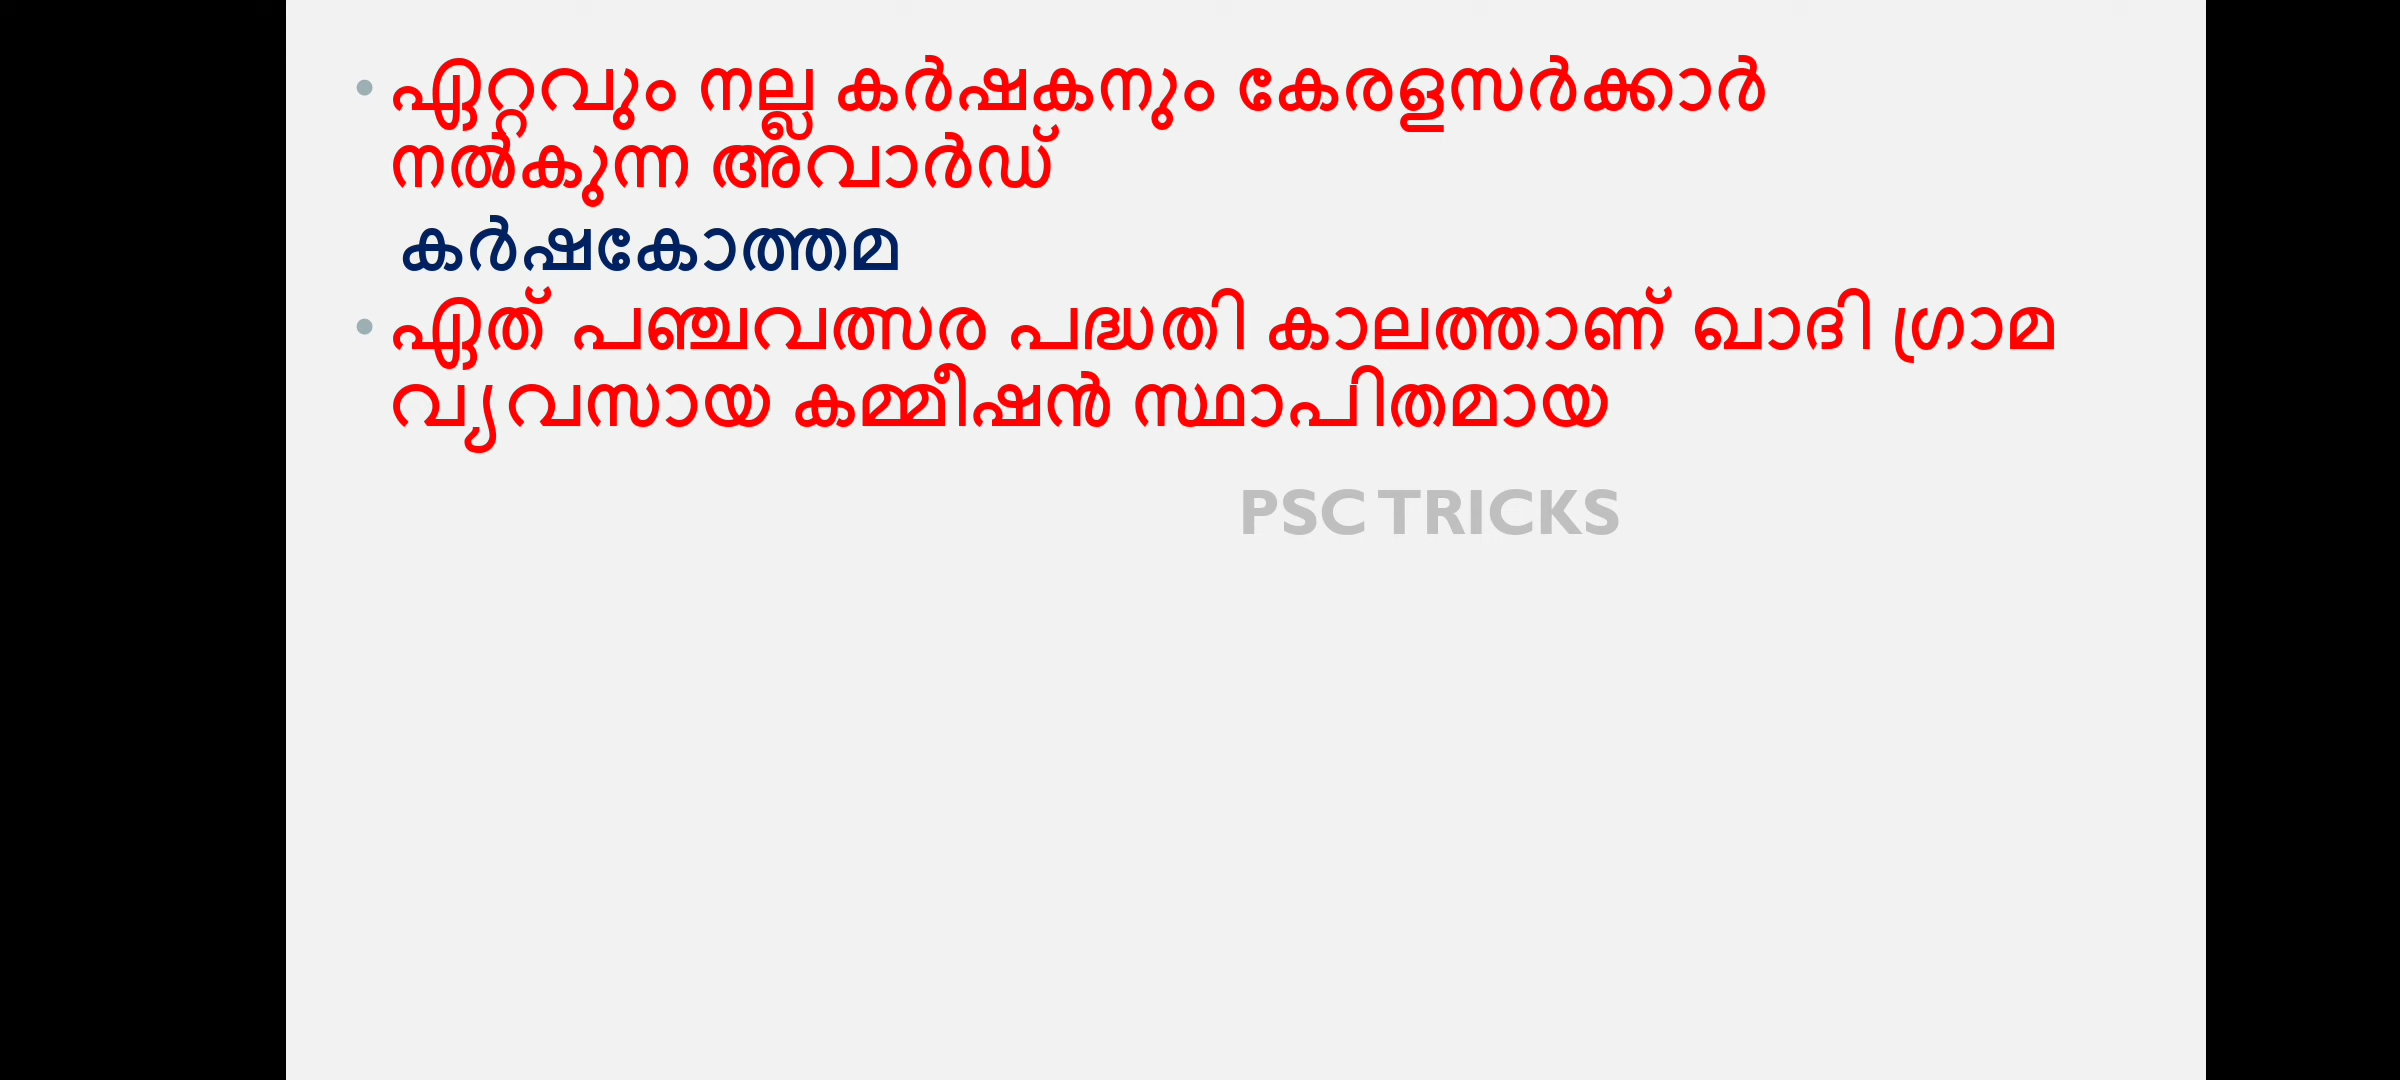 • ഏറ്റവും നല്ല കർഷകനും കേരളസർക്കാർ
നൽകുന്ന അവാർഡ്
കർഷകോത്തമ
• ഏത് പഞ്ചവത്സര പദ്ധതി കാലത്താണ് ഖാദി ഗ്രാമ
വ്യവസായ കമ്മീഷൻ സ്ഥാപിതമായ
PSC TRICKS